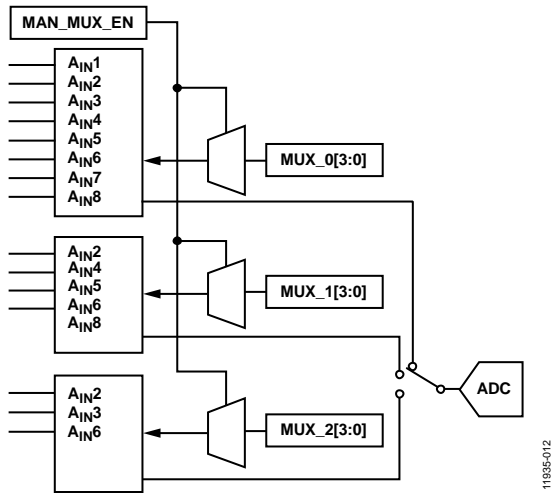 MAN_MUX_EN
AIN1
AIN2
AIN3
AIN4
AIN5
AIN6
AIN7
AIN8
MUX_0[3:0]
AIN2
AIN4
AIN5
AIN6
AIN8
MUX_1[3:0]
ADC
AIN2
AIN3
AIN6
MUX_2[3:0]
11935-012